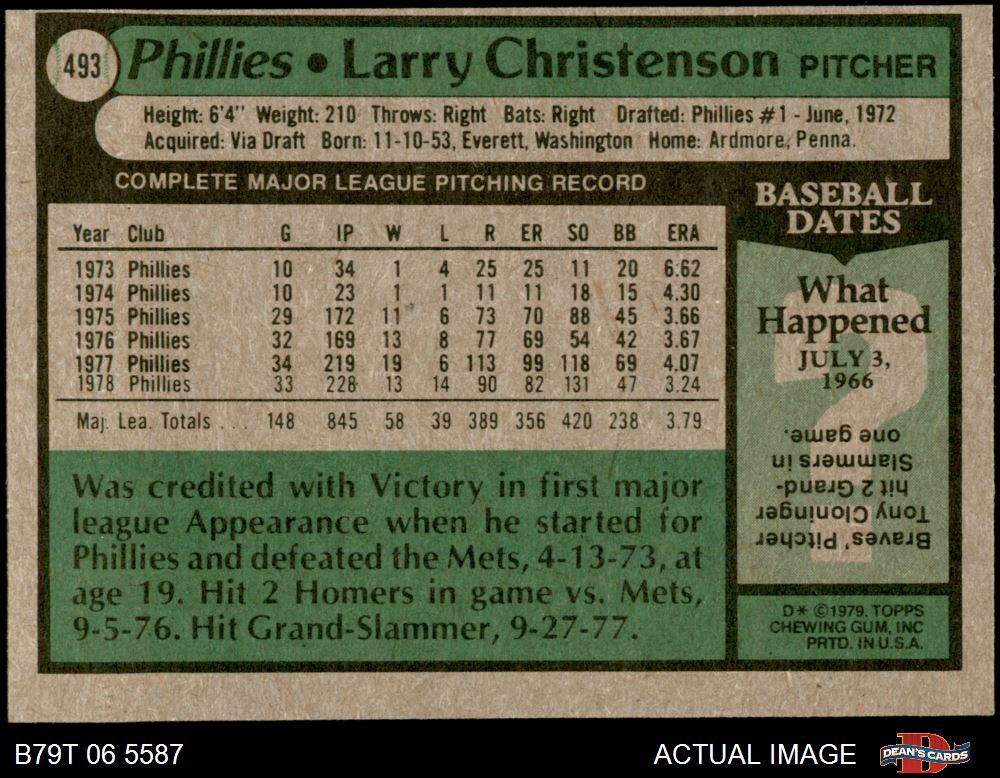 493 Phillies • Larry Christenson PITCHER
Height: 6'4" Weight: 210 Throws: Right Bats: Right Drafted: Phillies #1 - June, 1972
Acquired: Via Draft Born: 11-10-53, Everett, Washington Home: Ardmore, Penna.
COMPLETE MAJOR LEAGUE PITCHING RECORD
Year Club G IP W L R ER SO BB ERA
1973 Phillies 10 34 1 4 25 25 11 20 6.62
1974 Phillies 10 23 1 1 11 11 18 15 4.30
1975 Phillies 29 172 11 6 73 70 88 45 3.66
1976 Phillies 32 169 13 8 77 69 54 42 3.67
1977 Phillies 34 219 19 6 113 99 118 69 4.07
1978 Phillies 33 228 13 14 90 82 131 47 3.24
Maj. Lea. Totals . . . 148 845 58 39 389 356 420 238 3.79
Was credited with Victory in first major
league Appearance when he started for
Phillies and defeated the Mets, 4-13-73, at
age 19. Hit 2 Homers in game vs. Mets,
9-5-76. Hit Grand-Slammer, 9-27-77.
BASEBALL
DATES
What
Happened
JULY 3,
1966
Braves' Pitcher
Tony Cloninger
hit 2 Grand-
Slammers in
one game.
D* ©1979. TOPPS
CHEWING GUM, INC
PRTD. IN U.S.A.
B79T 06 5587
ACTUAL IMAGE
DEAN'S CARDS